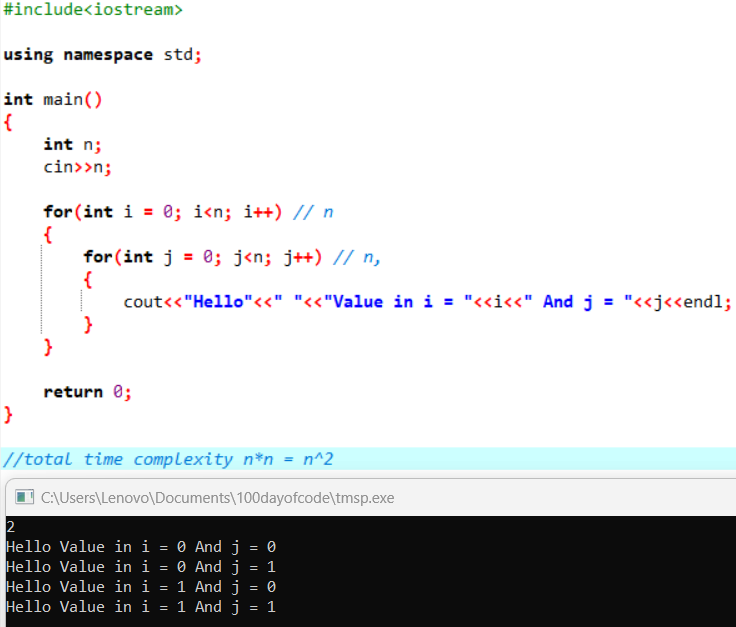 #include<iostream>
using namespace std;
int main()
{
int n;
cin>>n;
for(int i = 0; i<n; i++) // n
{
for(int j = 0; j<n; j++) // n,
{
cout<<"Hello"<<" "<<"Value in i = "<<i<<" And j = "<<j<<endl;
}
}
return 0;
}
//total time complexity n*n = n^2
C:\Users\Lenovo\Documents\100dayofcode\tmsp.exe
2
Hello Value in i = 0 And j = 0
Hello Value in i = 0 And j = 1
Hello Value in i = 1 And j = 0
Hello Value in i = 1 And j = 1